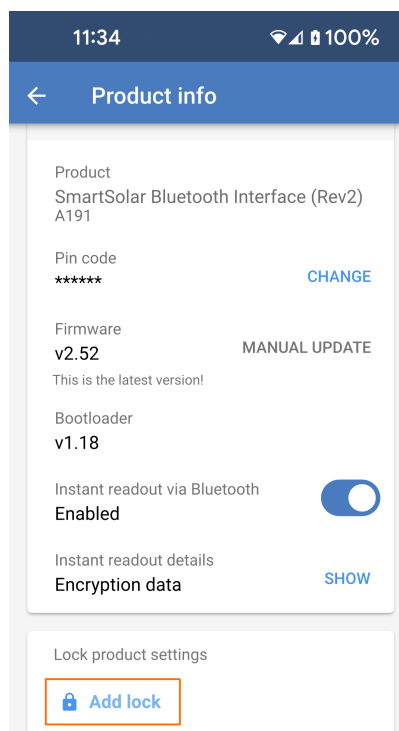 11:34
100%
Product info
Product
SmartSolar Bluetooth Interface (Rev2)
A191
Pin code
******
CHANGE
Firmware
v2.52
MANUAL UPDATE
This is the latest version!
Bootloader
v1.18
Instant readout via Bluetooth
Enabled
Instant readout details
Encryption data
SHOW
Lock product settings
Add lock